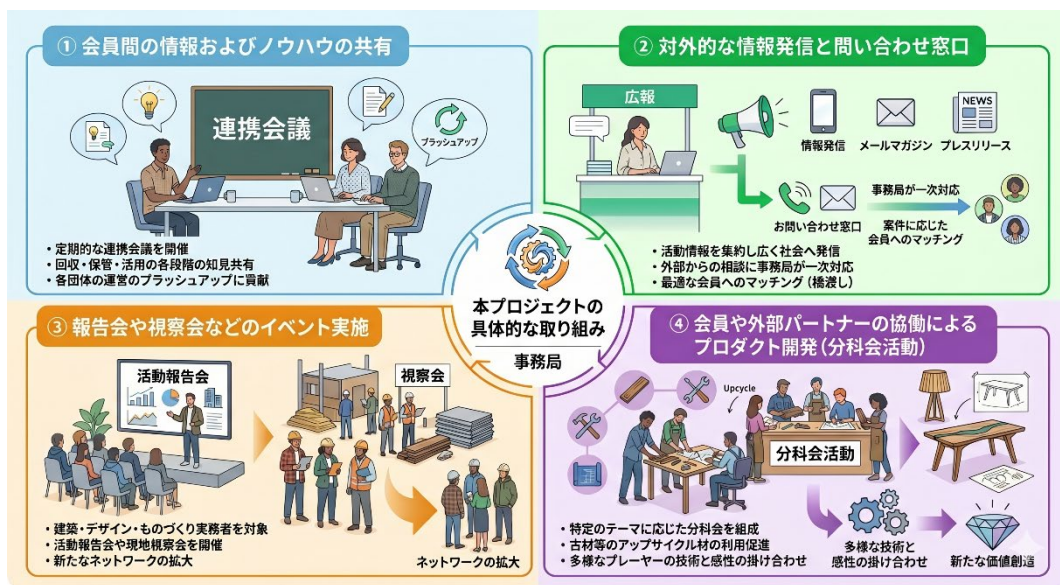 ① 会員間の情報およびノウハウの共有
連携会議
ブラッシュアップ
・定期的な連携会議を開催
・回収・保管・活用の各段階の知見共有
・各団体の運営のブラッシュアップに貢献
② 対外的な情報発信と問い合わせ窓口
広報
NEWS
情報発信
メールマガジン
プレスリリース
お問い合わせ窓口
事務局が一次対応
案件に応じた
会員へのマッチング
・活動情報を集約し広く社会へ発信
・外部からの相談に事務局が一次対応
・最適な会員へのマッチング（橋渡し）
本プロジェクトの
具体的な取り組み
事務局
③ 報告会や視察会などのイベント実施
活動報告会
視察会
・建築・デザイン・ものづくり実務者を対象
・活動報告会や現地視察会を開催
・新たなネットワークの拡大
ネットワークの拡大
④ 会員や外部パートナーの協働による
プロダクト開発（分科会活動）
Upcycle
分科会活動
・特定のテーマに応じた分科会を組成
・古材等のアップサイクル材の利用促進
・多様なプレーヤーの技術と感性の掛け合わせ
多様な技術と
感性の掛け合わせ
新たな価値創造